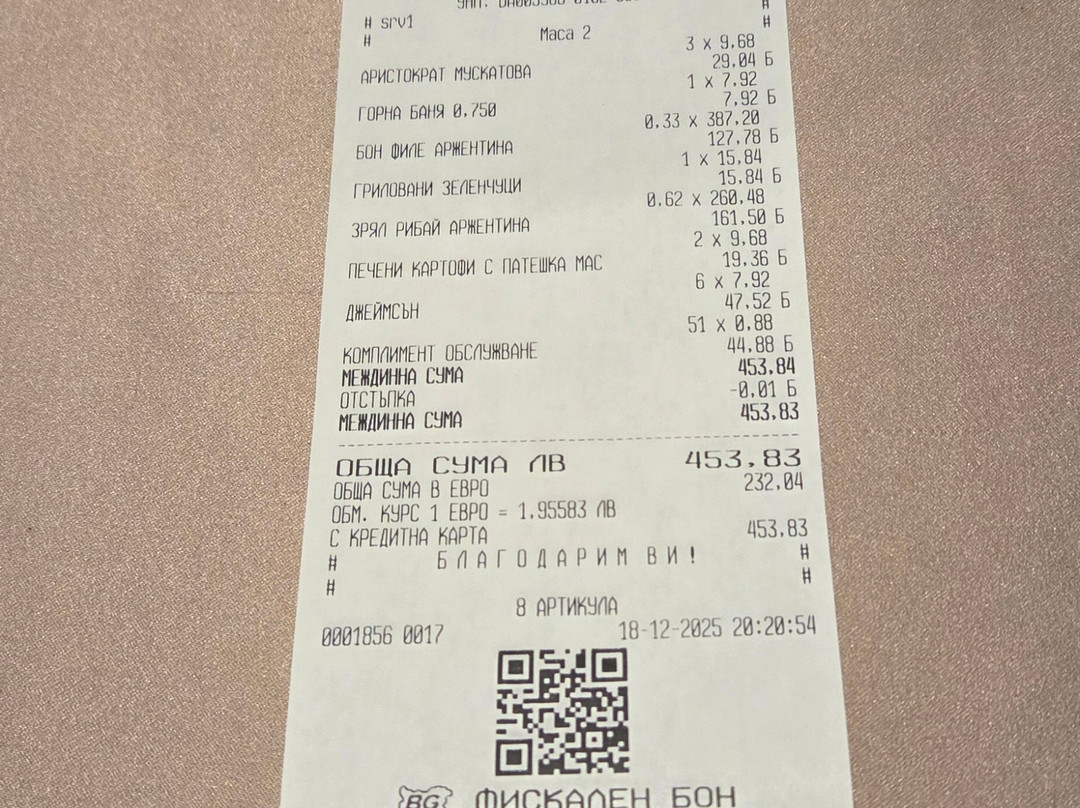 # srv1 #
# Маса 2
3 x 9.68
АРИСТОКРАТ МУСКАТОВА 29.04 Б
1 x 7.92
ГОРНА БАНЯ 0,750 7.92 Б
0.33 x 387.20
БОН ФИЛЕ АРЖЕНТИНА 127.78 Б
1 x 15.84
ГРИЛОВАНИ ЗЕЛЕНЧУЦИ 15.84 Б
0.62 x 260.48
ЗРЯЛ РИБАЙ АРЖЕНТИНА 161.50 Б
2 x 9.68
ПЕЧЕНИ КАРТОФИ С ПАТЕШКА МАС 19.36 Б
6 x 7.92
ДЖЕЙМСЪН 47.52 Б
51 x 0.88
КОМПЛИМЕНТ ОБСЛУЖВАНЕ 44.88 Б
МЕЖДИННА СУМА 453.84
ОТСТЪПКА -0.01 Б
МЕЖДИННА СУМА 453.83
ОБЩА СУМА ЛВ 453.83
ОБЩА СУМА В ЕВРО 232.04
ОБМ. КУРС 1 ЕВРО = 1.95583 ЛВ
С КРЕДИТНА КАРТА 453.83
# БЛАГОДАРИМ ВИ! #
# #
8 АРТИКУЛА
0001856 0017 18-12-2025 20:20:54
BG ФИСКАЛЕН БОН